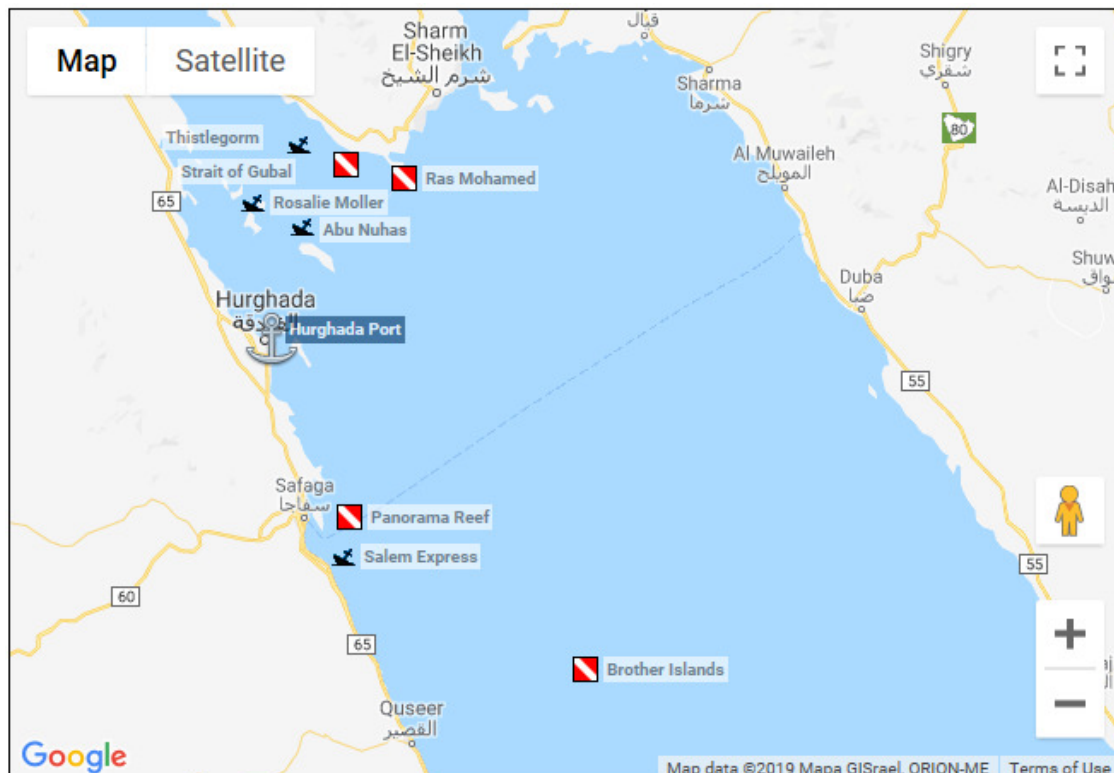 Map
Satellite
Sharm
El-Sheikh
شرم الشيخ
قيال
Sharma
شرما
Shigry
شقري
80
Thistlegorm
Strait of Gubal
Ras Mohamed
Al Muwaileh
المويلح
65
Rosalie Moller
Abu Nuhas
Al-Disah
الديسة
Duba
ضبا
Hurghada
Hurghada Port
55
Safaga
سفاجا
Panorama Reef
Salem Express
55
60
65
Brother Islands
Quseer
القصير
Google
Map data ©2019 Mapa GISrael, ORION-ME
Terms of Use